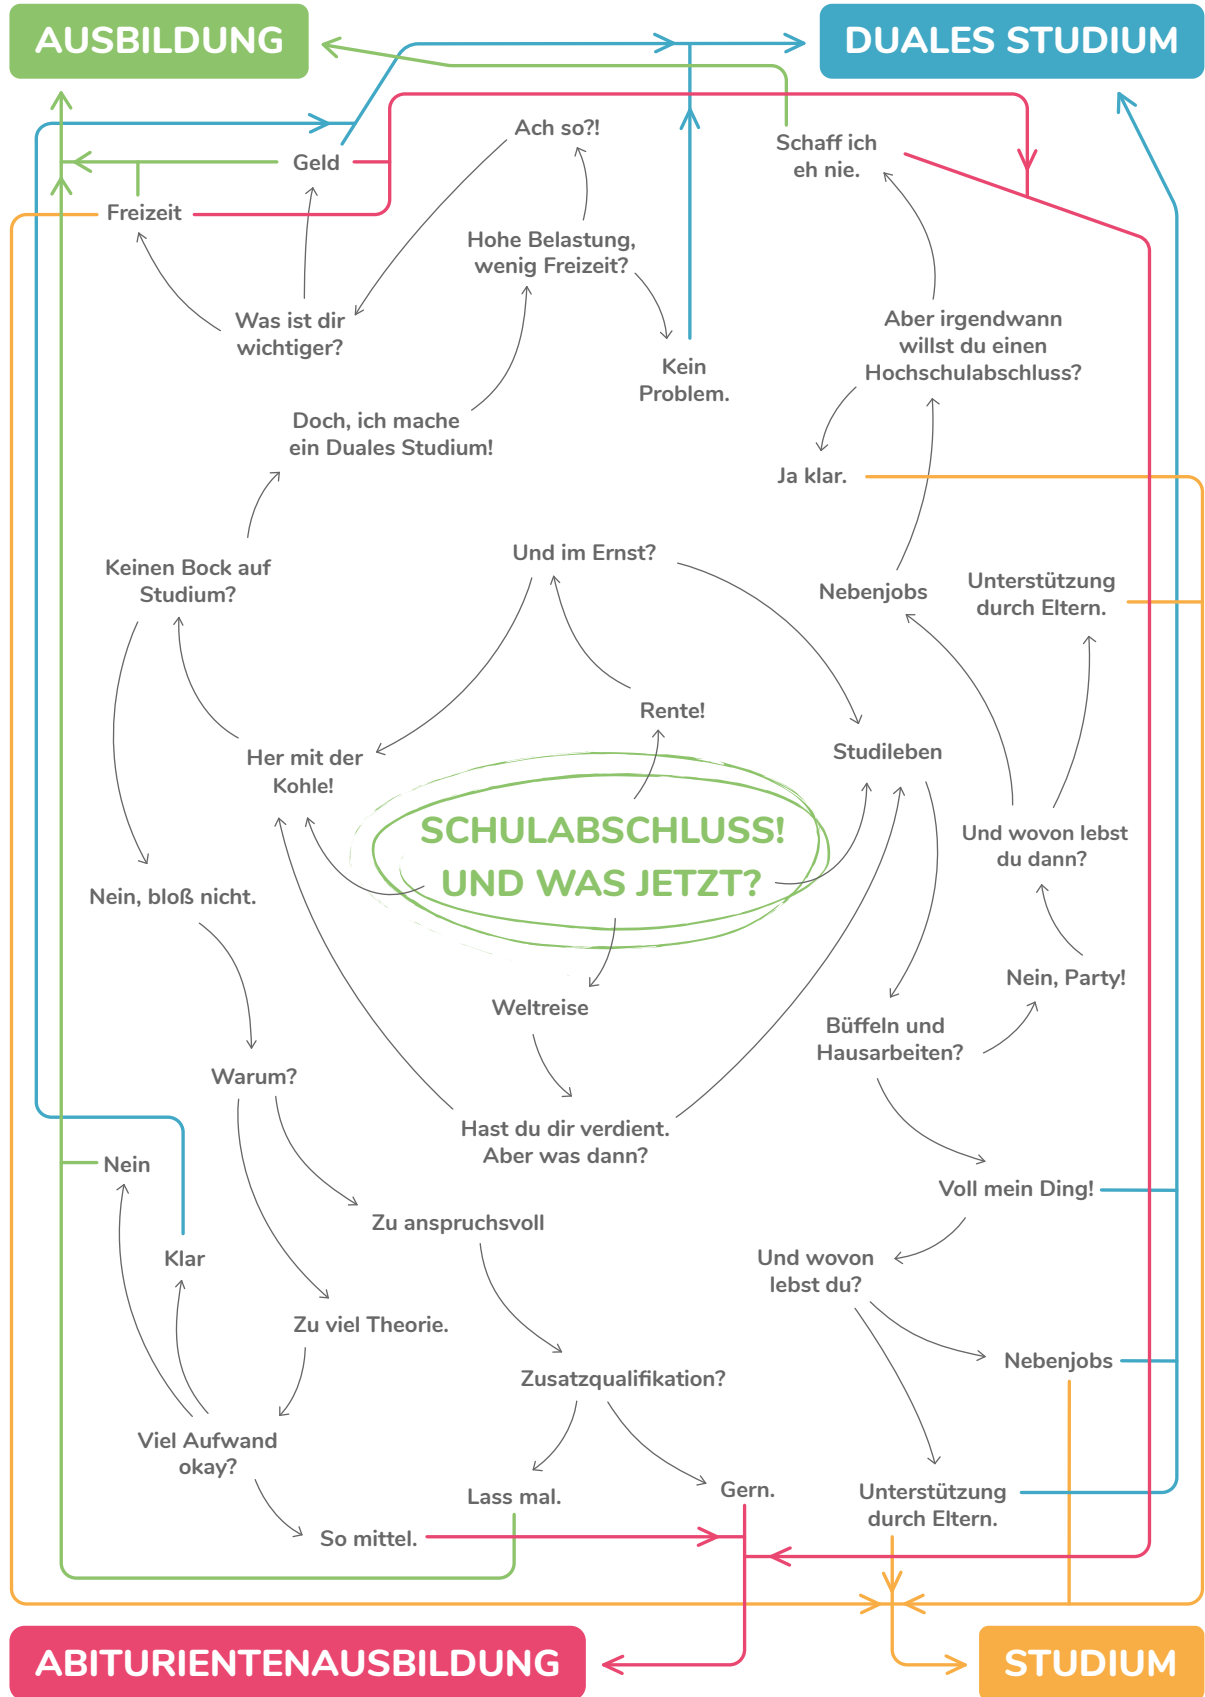 AUSBILDUNG
DUALES STUDIUM
Ach so?!
Schaff ich
eh nie.
Geld
Freizeit
Hohe Belastung,
wenig Freizeit?
Was ist dir
wichtiger?
Aber irgendwann
willst du einen
Hochschulabschluss?
Kein
Problem.
Doch, ich mache
ein Duales Studium!
Ja klar.
Und im Ernst?
Keinen Bock auf
Studium?
Nebenjobs
Unterstützung
durch Eltern.
Rente!
Her mit der
Kohle!
Studileben
SCHULABSCHLUSS!
UND WAS JETZT?
Und wovon lebst
du dann?
Nein, bloß nicht.
Nein, Party!
Weltreise
Büffeln und
Hausarbeiten?
Warum?
Hast du dir verdient.
Aber was dann?
Nein
Voll mein Ding!
Zu anspruchsvoll
Klar
Und wovon
lebst du?
Zu viel Theorie.
Nebenjobs
Zusatzqualifikation?
Viel Aufwand
okay?
Lass mal.
Gern.
Unterstützung
durch Eltern.
So mittel.
ABITURIENTENAUSBILDUNG
STUDIUM